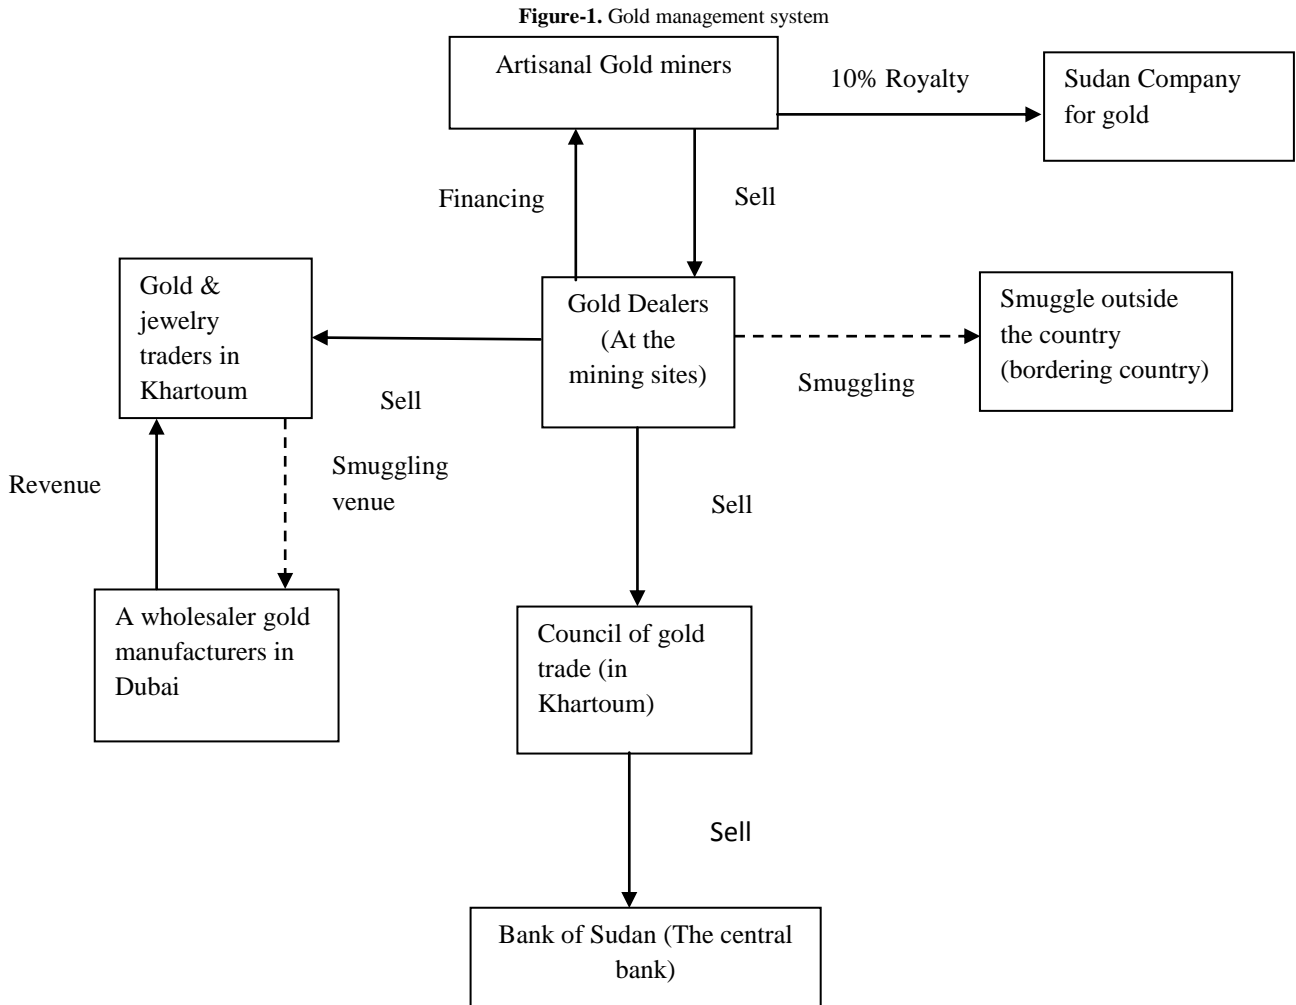 Figure-1. Gold management system
Artisanal Gold miners
10% Royalty
Sudan Company
for gold
Financing
Sell
Gold &
jewelry
traders in
Khartoum
Sell
Gold Dealers
(At the
mining sites)
Smuggling
Smuggle outside
the country
(bordering country)
Revenue
Smuggling
venue
Sell
A wholesaler gold
manufacturers in
Dubai
Council of gold
trade (in
Khartoum)
Sell
Bank of Sudan (The central
bank)